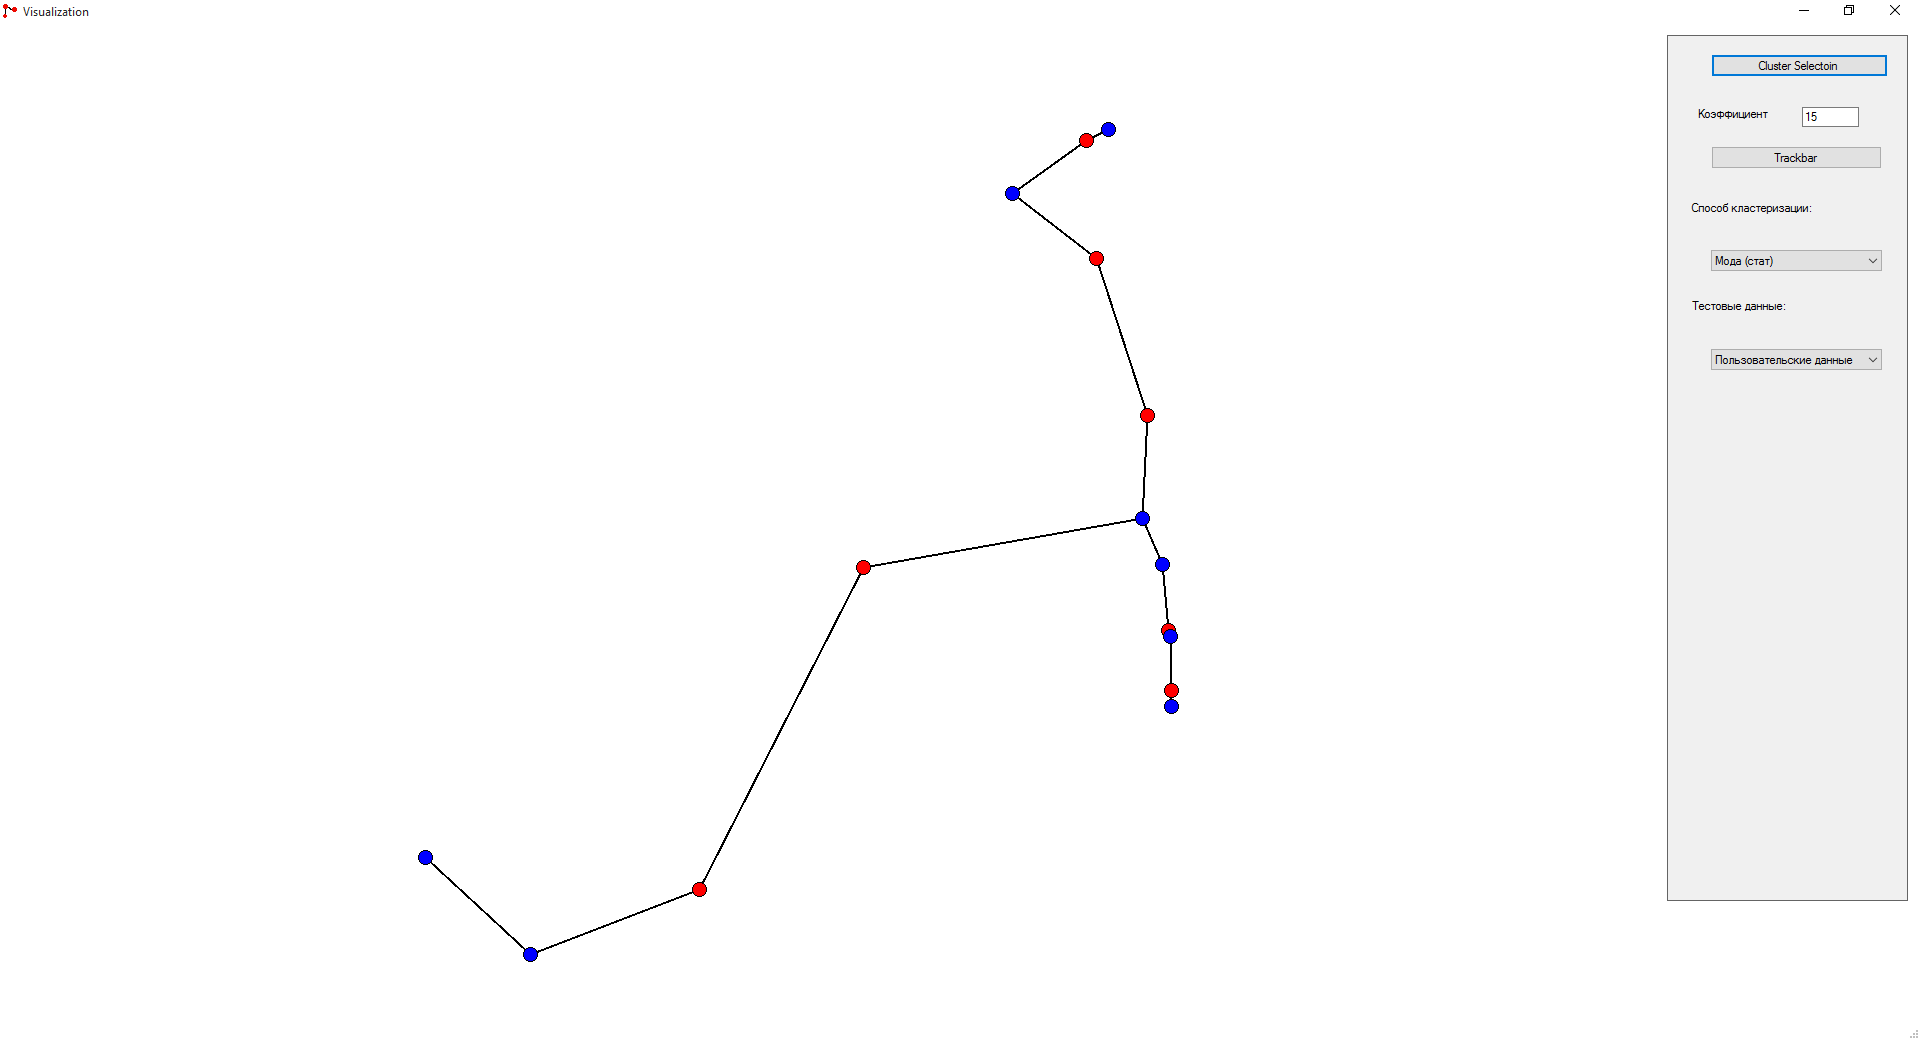 Visualization
Cluster Selectoin
Коэффициент 15
Trackbar
Способ кластеризации:
Мода (стат)
Тестовые данные:
Пользовательские данные